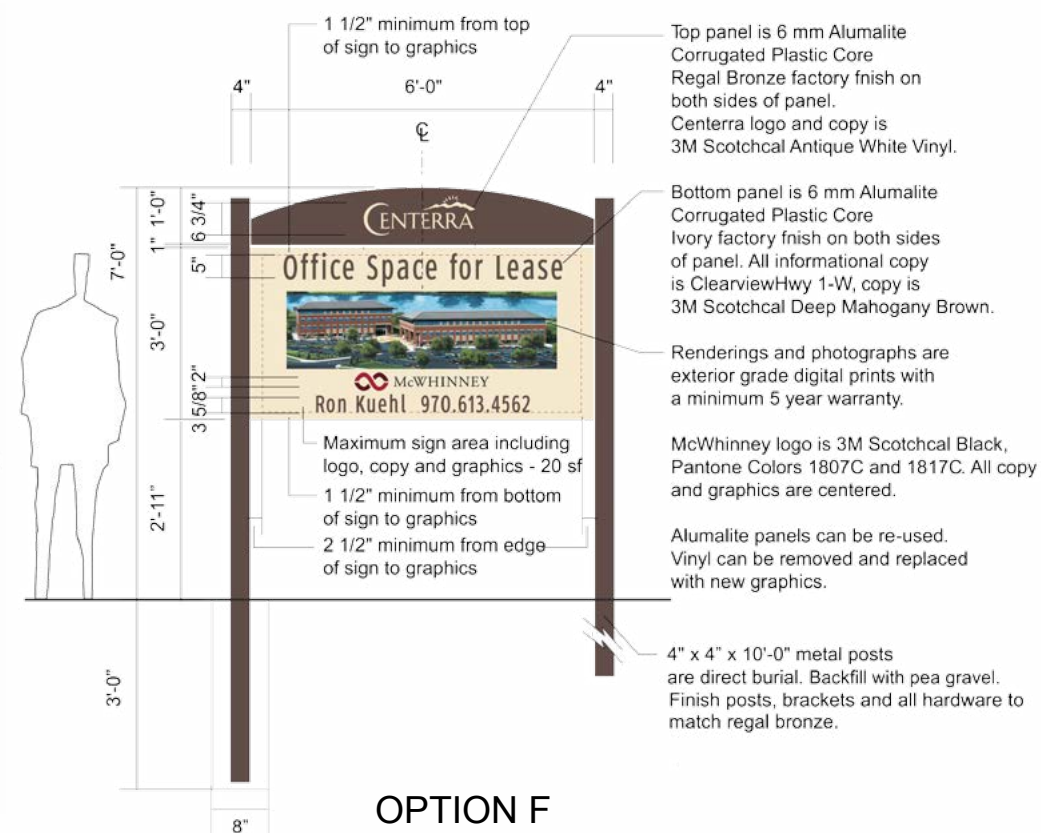 1 1/2" minimum from top
of sign to graphics
4"
6'-0"
4"
℄
Top panel is 6 mm Alumalite
Corrugated Plastic Core
Regal Bronze factory fnish on
both sides of panel.
Centerra logo and copy is
3M Scotchcal Antique White Vinyl.
Bottom panel is 6 mm Alumalite
Corrugated Plastic Core
Ivory factory fnish on both sides
of panel. All informational copy
is ClearviewHwy 1-W, copy is
3M Scotchcal Deep Mahogany Brown.
Renderings and photographs are
exterior grade digital prints with
a minimum 5 year warranty.
McWhinney logo is 3M Scotchcal Black,
Pantone Colors 1807C and 1817C. All copy
and graphics are centered.
Alumalite panels can be re-used.
Vinyl can be removed and replaced
with new graphics.
4" x 4" x 10'-0" metal posts
are direct burial. Backfill with pea gravel.
Finish posts, brackets and all hardware to
match regal bronze.
7'-0"
1'-0"
1"
3'-0"
2'-11"
3'-0"
6 3/4"
5"
2"
3 5/8"
8"
CENTERRA
Office Space for Lease
McWHINNEY
Ron Kuehl 970.613.4562
Maximum sign area including
logo, copy and graphics - 20 sf
1 1/2" minimum from bottom
of sign to graphics
2 1/2" minimum from edge
of sign to graphics
OPTION F